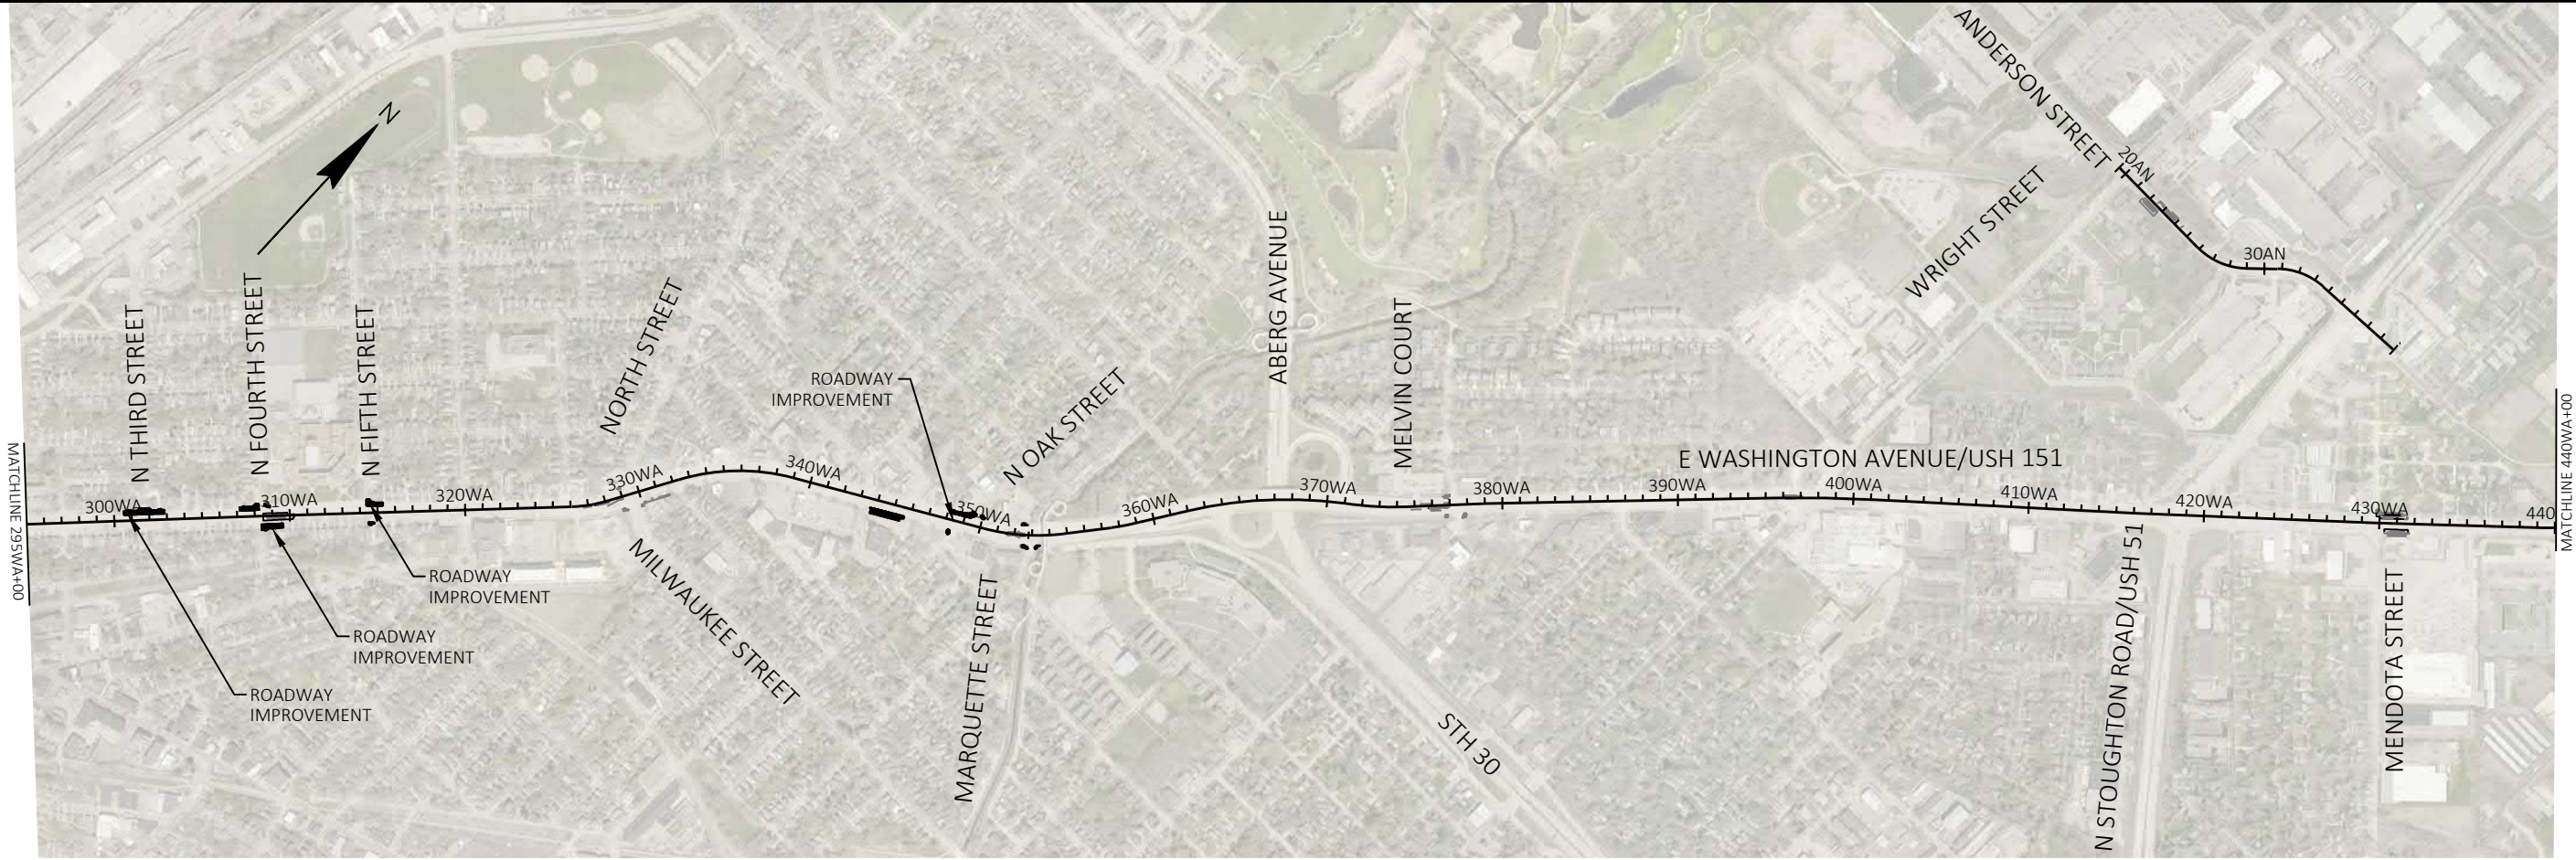 ANDERSON STREET
N
20AN
WRIGHT STREET
30AN
ABERG AVENUE
N FOURTH STREET
NORTH STREET
MELVIN COURT
N THIRD STREET
N FIFTH STREET
ROADWAY
IMPROVEMENT
N OAK STREET
MATCHLINE 295WA+00
MATCHLINE 440WA+00
E WASHINGTON AVENUE/USH 151
300WA
310WA
320WA
330WA
340WA
350WA
360WA
370WA
380WA
390WA
400WA
410WA
420WA
430WA
440
ROADWAY
IMPROVEMENT
ROADWAY
IMPROVEMENT
ROADWAY
IMPROVEMENT
MILWAUKEE STREET
MARQUETTE STREET
STH 30
N STOUGHTON ROAD/USH 51
MENDOTA STREET